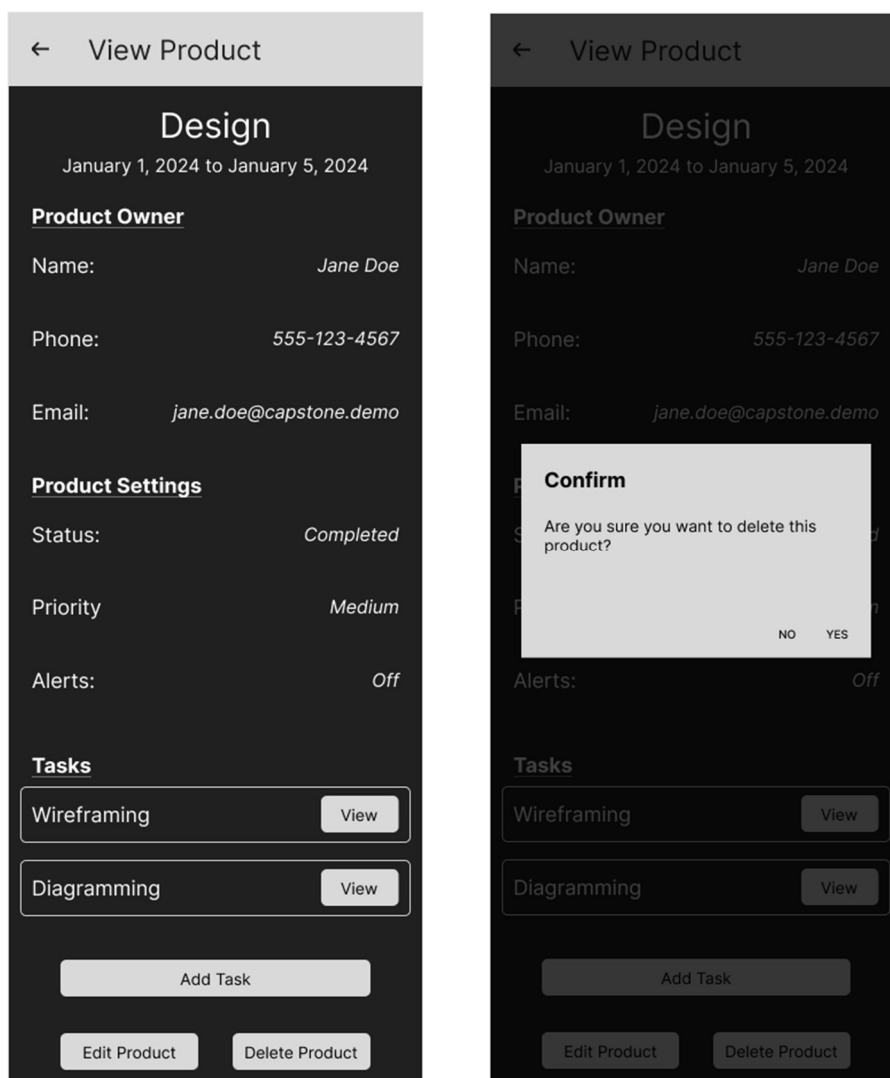 ← View Product
Design
January 1, 2024 to January 5, 2024
Product Owner
Name: Jane Doe
Phone: 555-123-4567
Email: jane.doe@capstone.demo
Product Settings
Status: Completed
Priority Medium
Alerts: Off
Tasks
Wireframing View
Diagramming View
Add Task
Edit Product Delete Product
← View Product
Design
January 1, 2024 to January 5, 2024
Product Owner
Name: Jane Doe
Phone: 555-123-4567
Email: jane.doe@capstone.demo
Confirm
Are you sure you want to delete this
product?
NO YES
Alerts: Off
Tasks
Wireframing View
Diagramming View
Add Task
Edit Product Delete Product